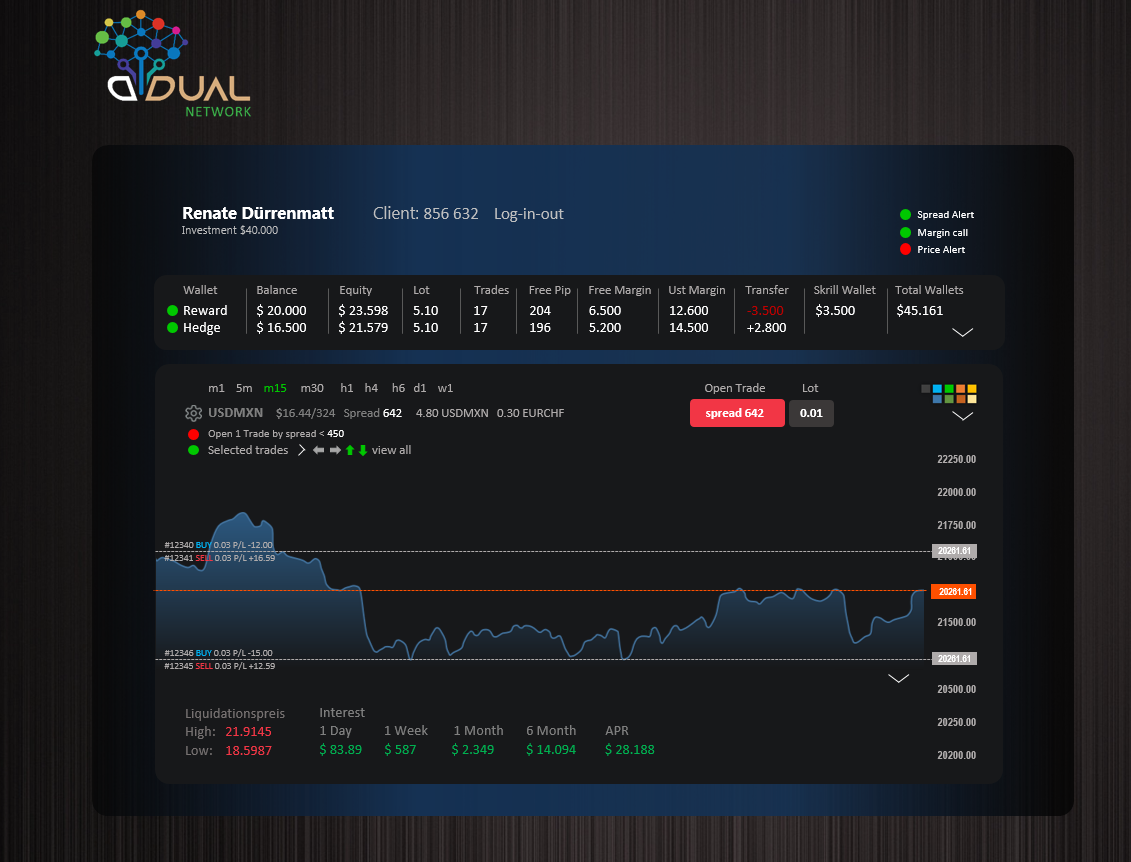 DUAL
NETWORK
Renate Dürrenmatt Client: 856 632 Log-in-out
Investment $40.000
Spread Alert
Margin call
Price Alert
Wallet Balance Equity Lot Trades Free Pip Free Margin Ust Margin Transfer Skrill Wallet Total Wallets
Reward $ 20.000 $ 23.598 5.10 17 204 6.500 12.600 -3.500 $3.500 $45.161
Hedge $ 16.500 $ 21.579 5.10 17 196 5.200 14.500 +2.800
m1 5m m15 m30 h1 h4 h6 d1 w1 Open Trade Lot
USDMXN $16.44/324 Spread 642 4.80 USDMXN 0.30 EURCHF spread 642 0.01
Open 1 Trade by spread < 450
Selected trades view all
22250.00
22000.00
21750.00
#12340 BUY 0.03 P/L -12.00
20261.61
#12341 SELL 0.03 P/L +16.59
20261.61
21500.00
#12346 BUY 0.03 P/L -15.00
20261.61
#12345 SELL 0.03 P/L +12.59
20500.00
Liquidationspreis Interest
20250.00
High: 21.9145 1 Day 1 Week 1 Month 6 Month APR
Low: 18.5987 $ 83.89 $ 587 $ 2.349 $ 14.094 $ 28.188
20200.00